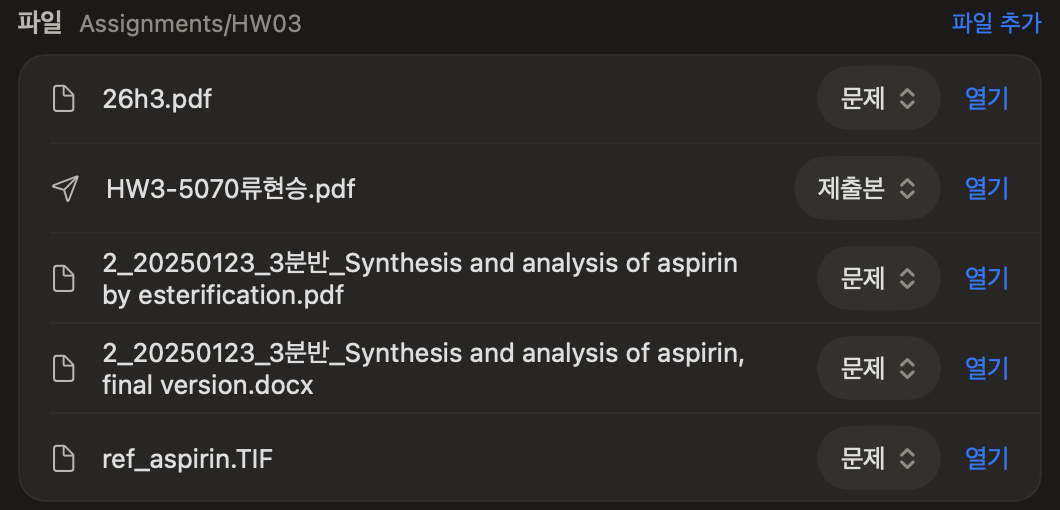 파일 Assignments/HW03 파일 추가
26h3.pdf 문제 열기
HW3-5070류현승.pdf 제출본 열기
2_20250123_3분반_Synthesis and analysis of aspirin
by esterification.pdf 문제 열기
2_20250123_3분반_Synthesis and analysis of aspirin,
final version.docx 문제 열기
ref_aspirin.TIF 문제 열기